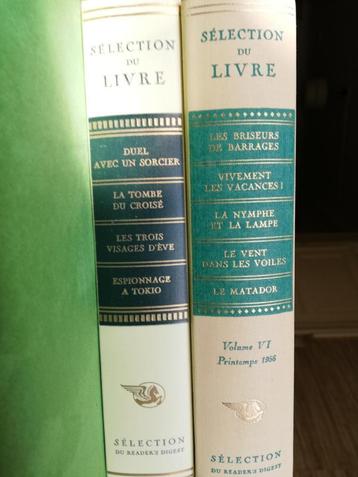 SÉLECTION
DU
LIVRE
DUEL
AVEC UN SORCIER
LA TOMBE
DU CROISÉ
LES TROIS
VISAGES D'ÈVE
ESPIONNAGE
A TOKIO
SÉLECTION
DU READER'S DIGEST
SÉLECTION
DU
LIVRE
LES BRISEURS
DE BARRAGES
VIVEMENT
LES VACANCES !
LA NYMPHE
ET LA LAMPE
LE VENT
DANS LES VOILES
LE MATADOR
Volume VI
Printemps 1956
SÉLECTION
DU READER'S DIGEST